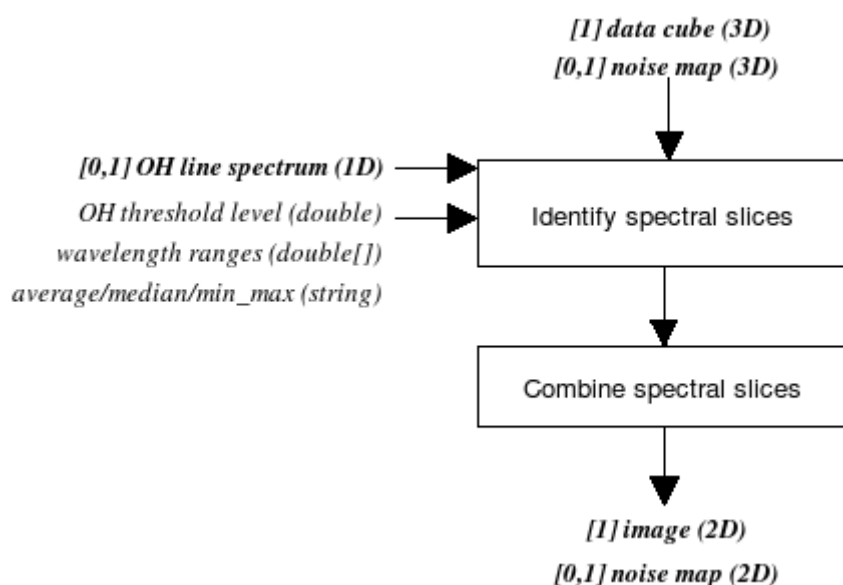 [1] data cube (3D)
[0,1] noise map (3D)
[0,1] OH line spectrum (1D)
OH threshold level (double)
wavelength ranges (double[])
average/median/min_max (string)
Identify spectral slices
Combine spectral slices
[1] image (2D)
[0,1] noise map (2D)